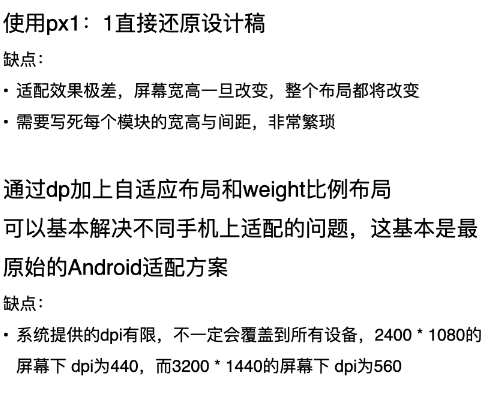 使用px1：1直接还原设计稿
缺点：
• 适配效果极差，屏幕宽高一旦改变，整个布局都将改变
• 需要写死每个模块的宽高与间距，非常繁琐
通过dp加上自适应布局和weight比例布局
可以基本解决不同手机上适配的问题，这基本是最
原始的Android适配方案
缺点：
• 系统提供的dpi有限，不一定会覆盖到所有设备，2400 * 1080的
屏幕下 dpi为440，而3200 * 1440的屏幕下 dpi为560